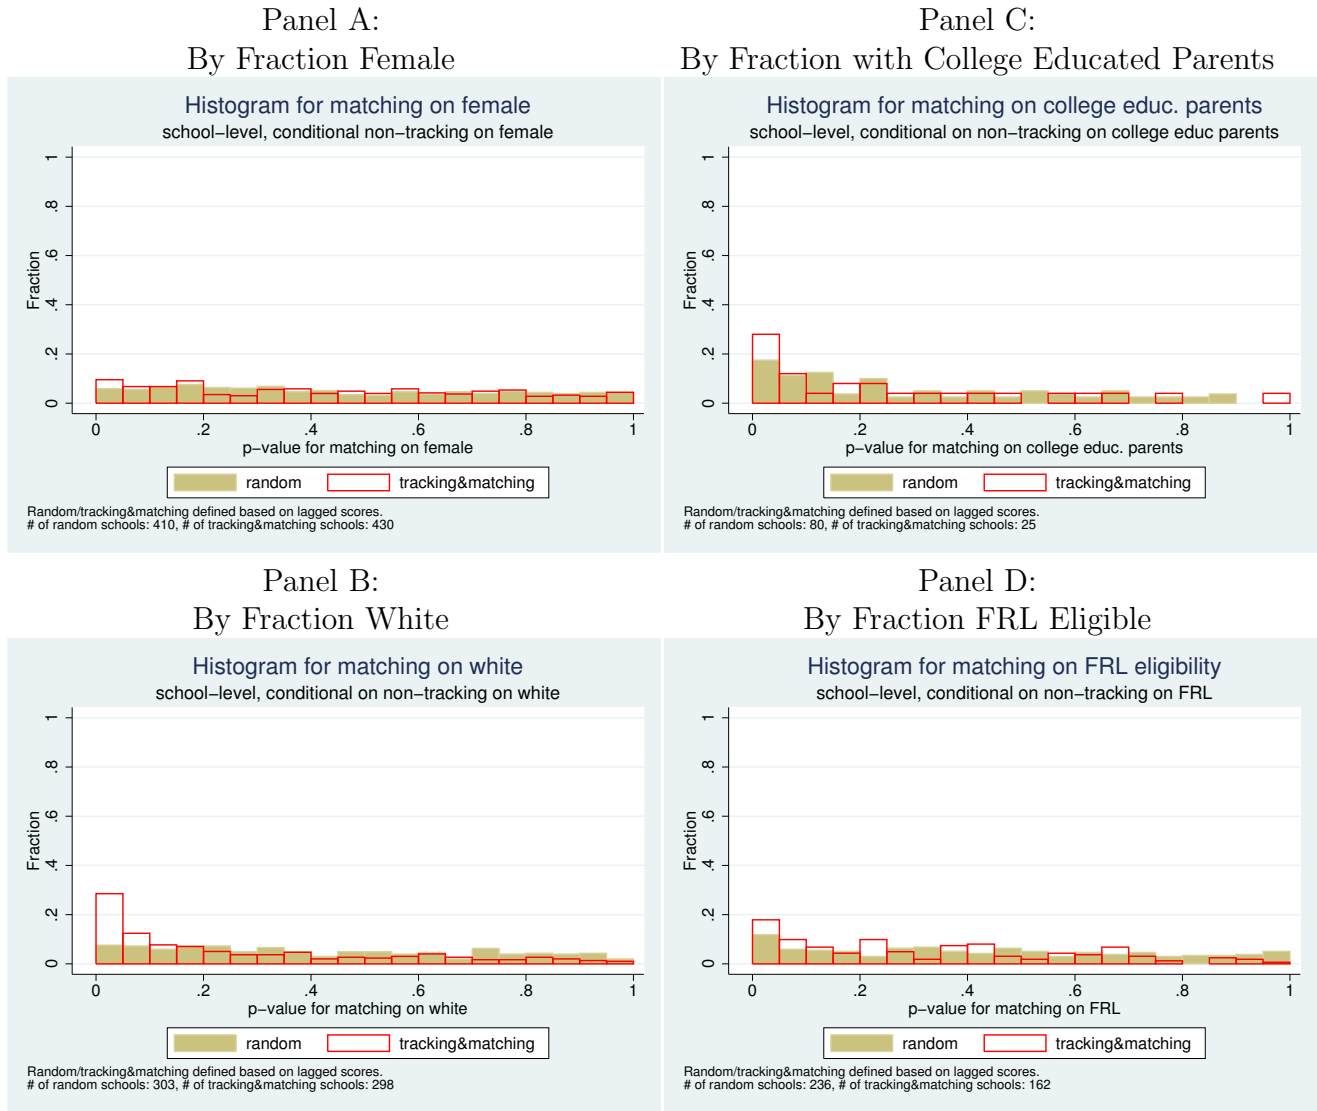 Panel A:
By Fraction Female
Histogram for matching on female
school−level, conditional non−tracking on female
Fraction
1
.8
.6
.4
.2
0
0 .2 .4 .6 .8 1
p−value for matching on female
random tracking&matching
Random/tracking&matching defined based on lagged scores.
# of random schools: 410, # of tracking&matching schools: 430
Panel C:
By Fraction with College Educated Parents
Histogram for matching on college educ. parents
school−level, conditional on non−tracking on college educ parents
Fraction
1
.8
.6
.4
.2
0
0 .2 .4 .6 .8 1
p−value for matching on college educ. parents
random tracking&matching
Random/tracking&matching defined based on lagged scores.
# of random schools: 80, # of tracking&matching schools: 25
Panel B:
By Fraction White
Histogram for matching on white
school−level, conditional on non−tracking on white
Fraction
1
.8
.6
.4
.2
0
0 .2 .4 .6 .8 1
p−value for matching on white
random tracking&matching
Random/tracking&matching defined based on lagged scores.
# of random schools: 303, # of tracking&matching schools: 298
Panel D:
By Fraction FRL Eligible
Histogram for matching on FRL eligibility
school−level, conditional on non−tracking on FRL
Fraction
1
.8
.6
.4
.2
0
0 .2 .4 .6 .8 1
p−value for matching on FRL
random tracking&matching
Random/tracking&matching defined based on lagged scores.
# of random schools: 236, # of tracking&matching schools: 162